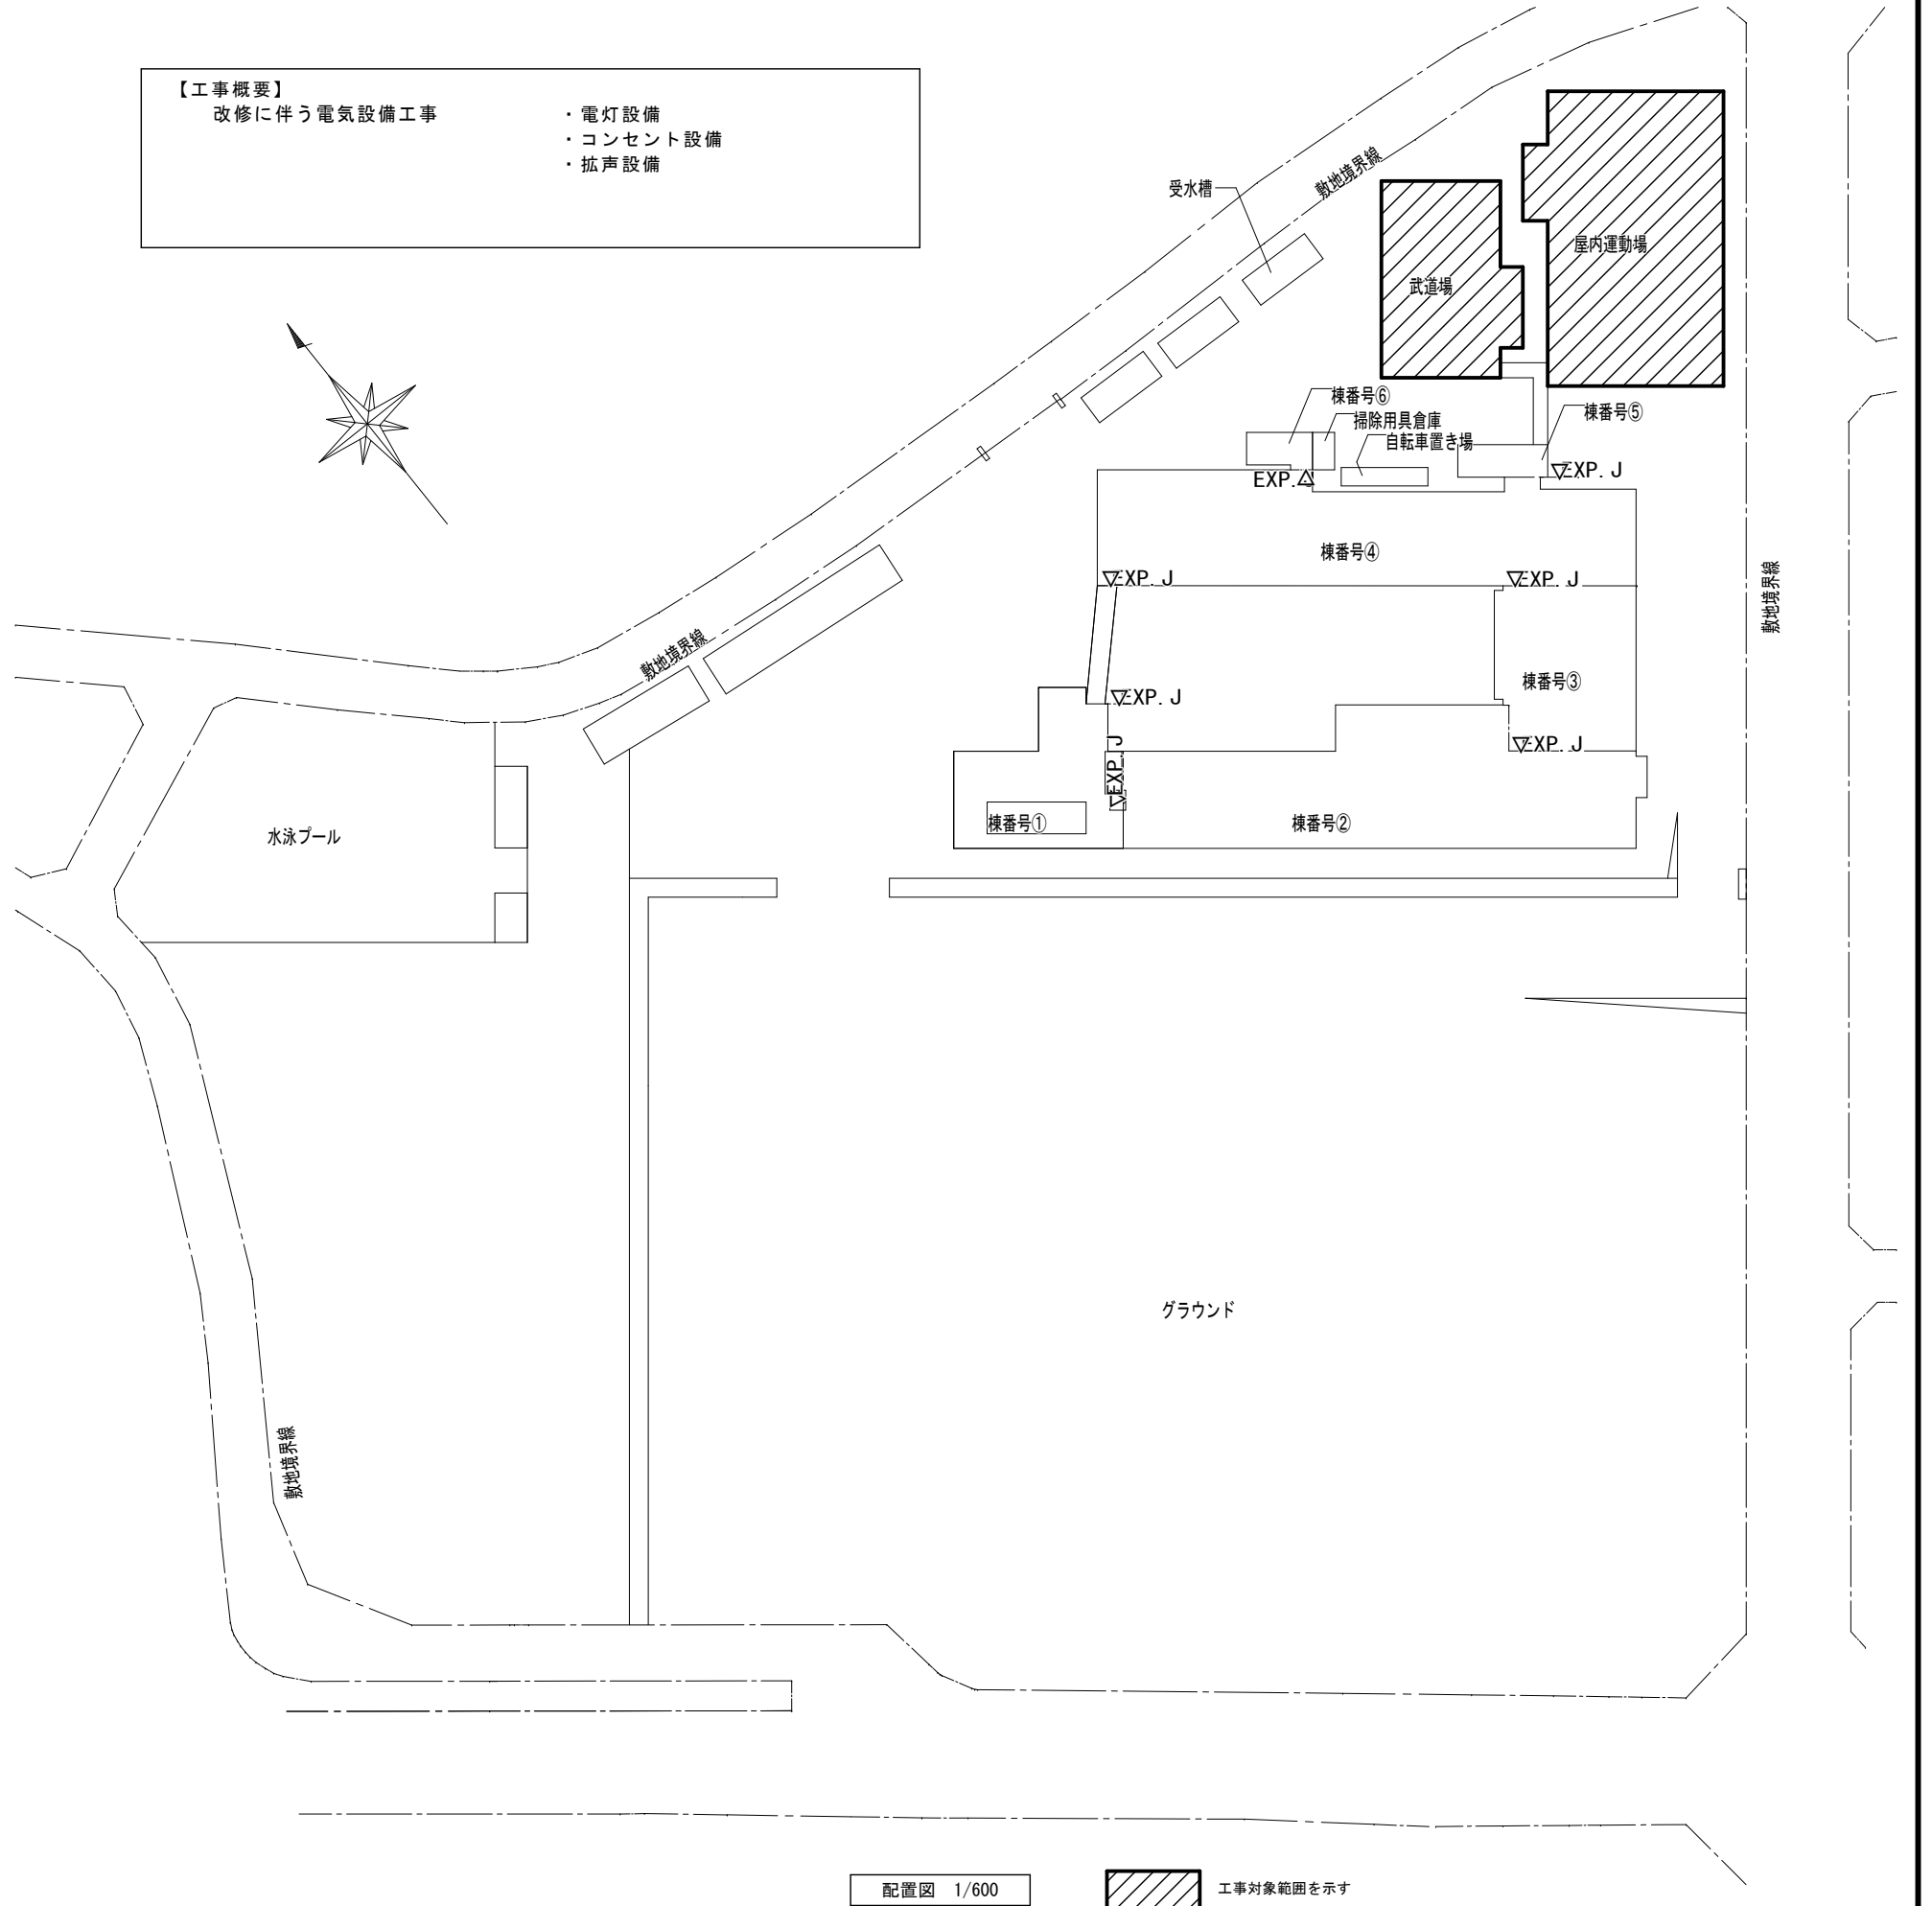 【工事概要】
改修に伴う電気設備工事
・電灯設備
・コンセント設備
・拡声設備
敷地境界線
受水槽
屋内運動場
武道場
棟番号⑥
掃除用具倉庫
自転車置き場
棟番号⑤
EXP. J
EXP.
棟番号④
EXP. J
EXP. J
敷地境界線
敷地境界線
棟番号③
EXP. J
EXP. J
EXP. J
棟番号①
棟番号②
水泳プール
グラウンド
敷地境界線
配置図 1/600
工事対象範囲を示す